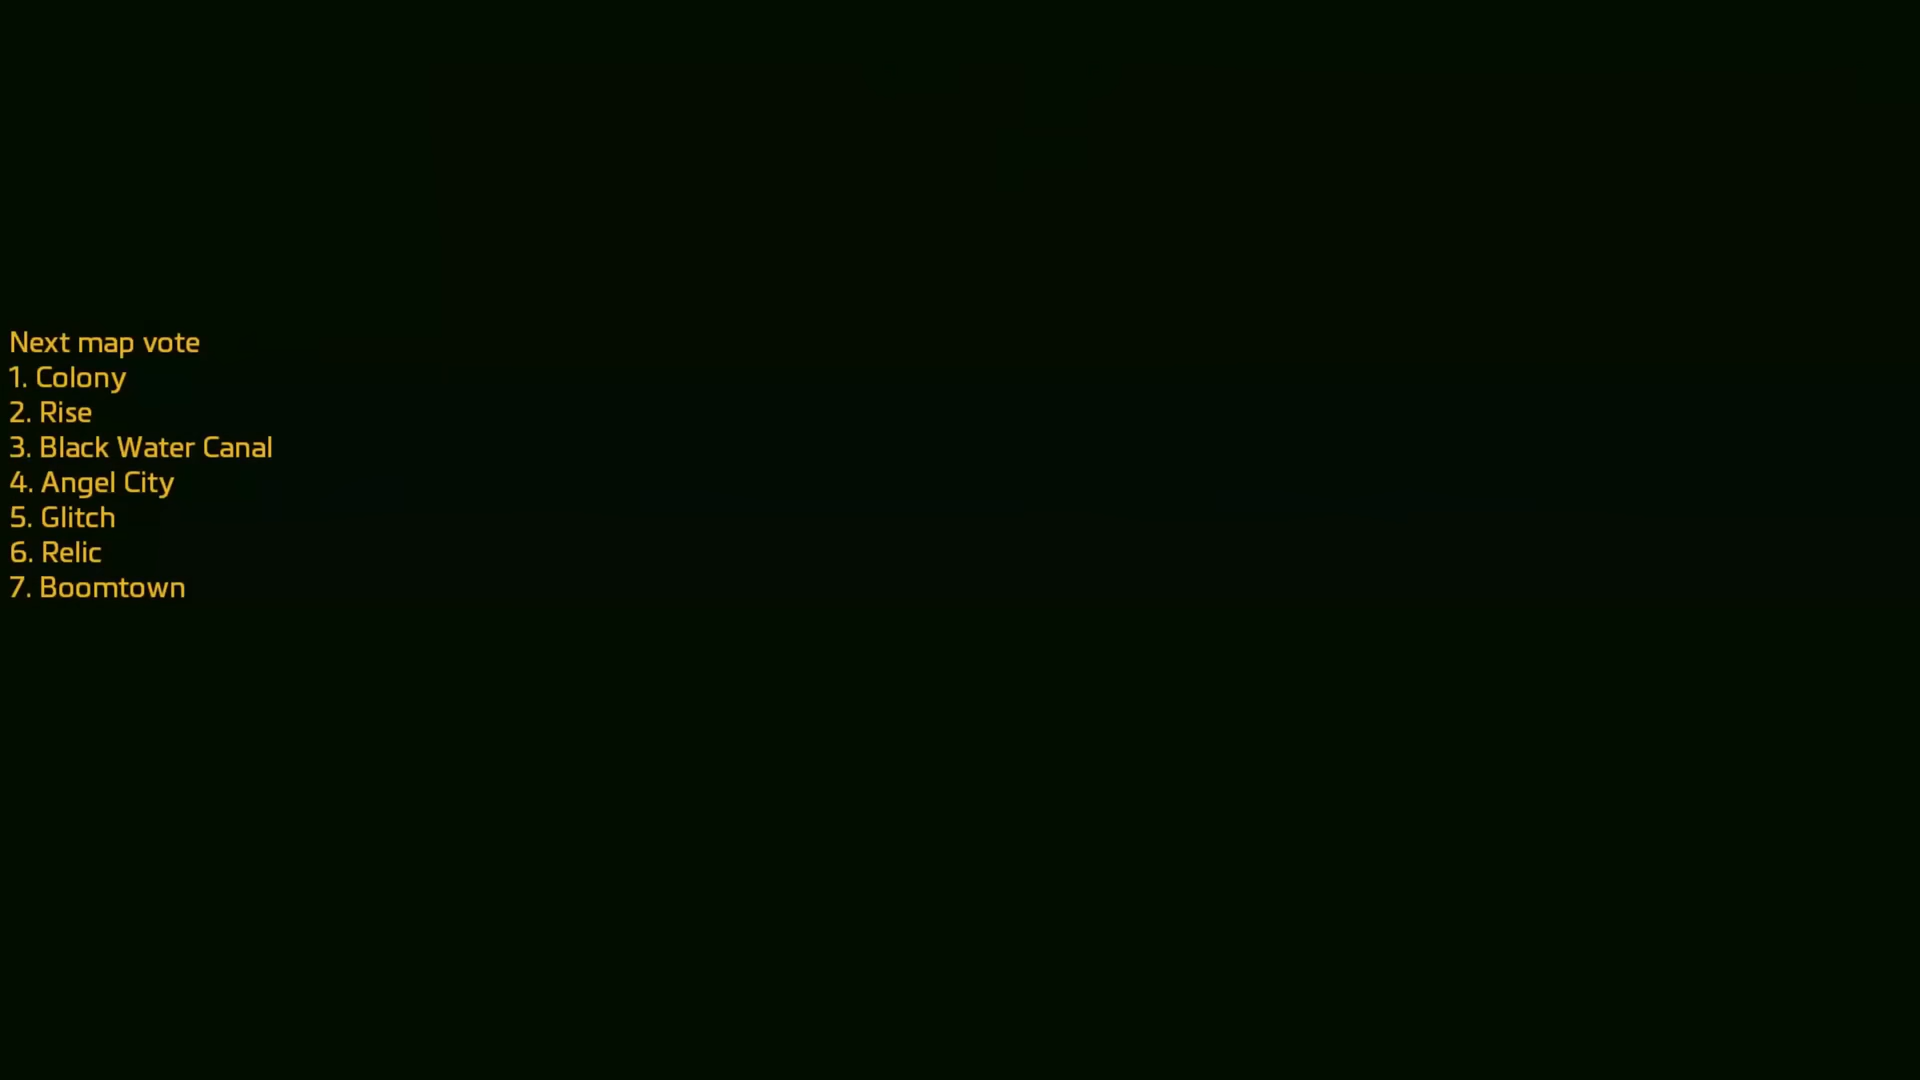 Next map vote
1. Colony
2. Rise
3. Black Water Canal
4. Angel City
5. Glitch
6. Relic
7. Boomtown